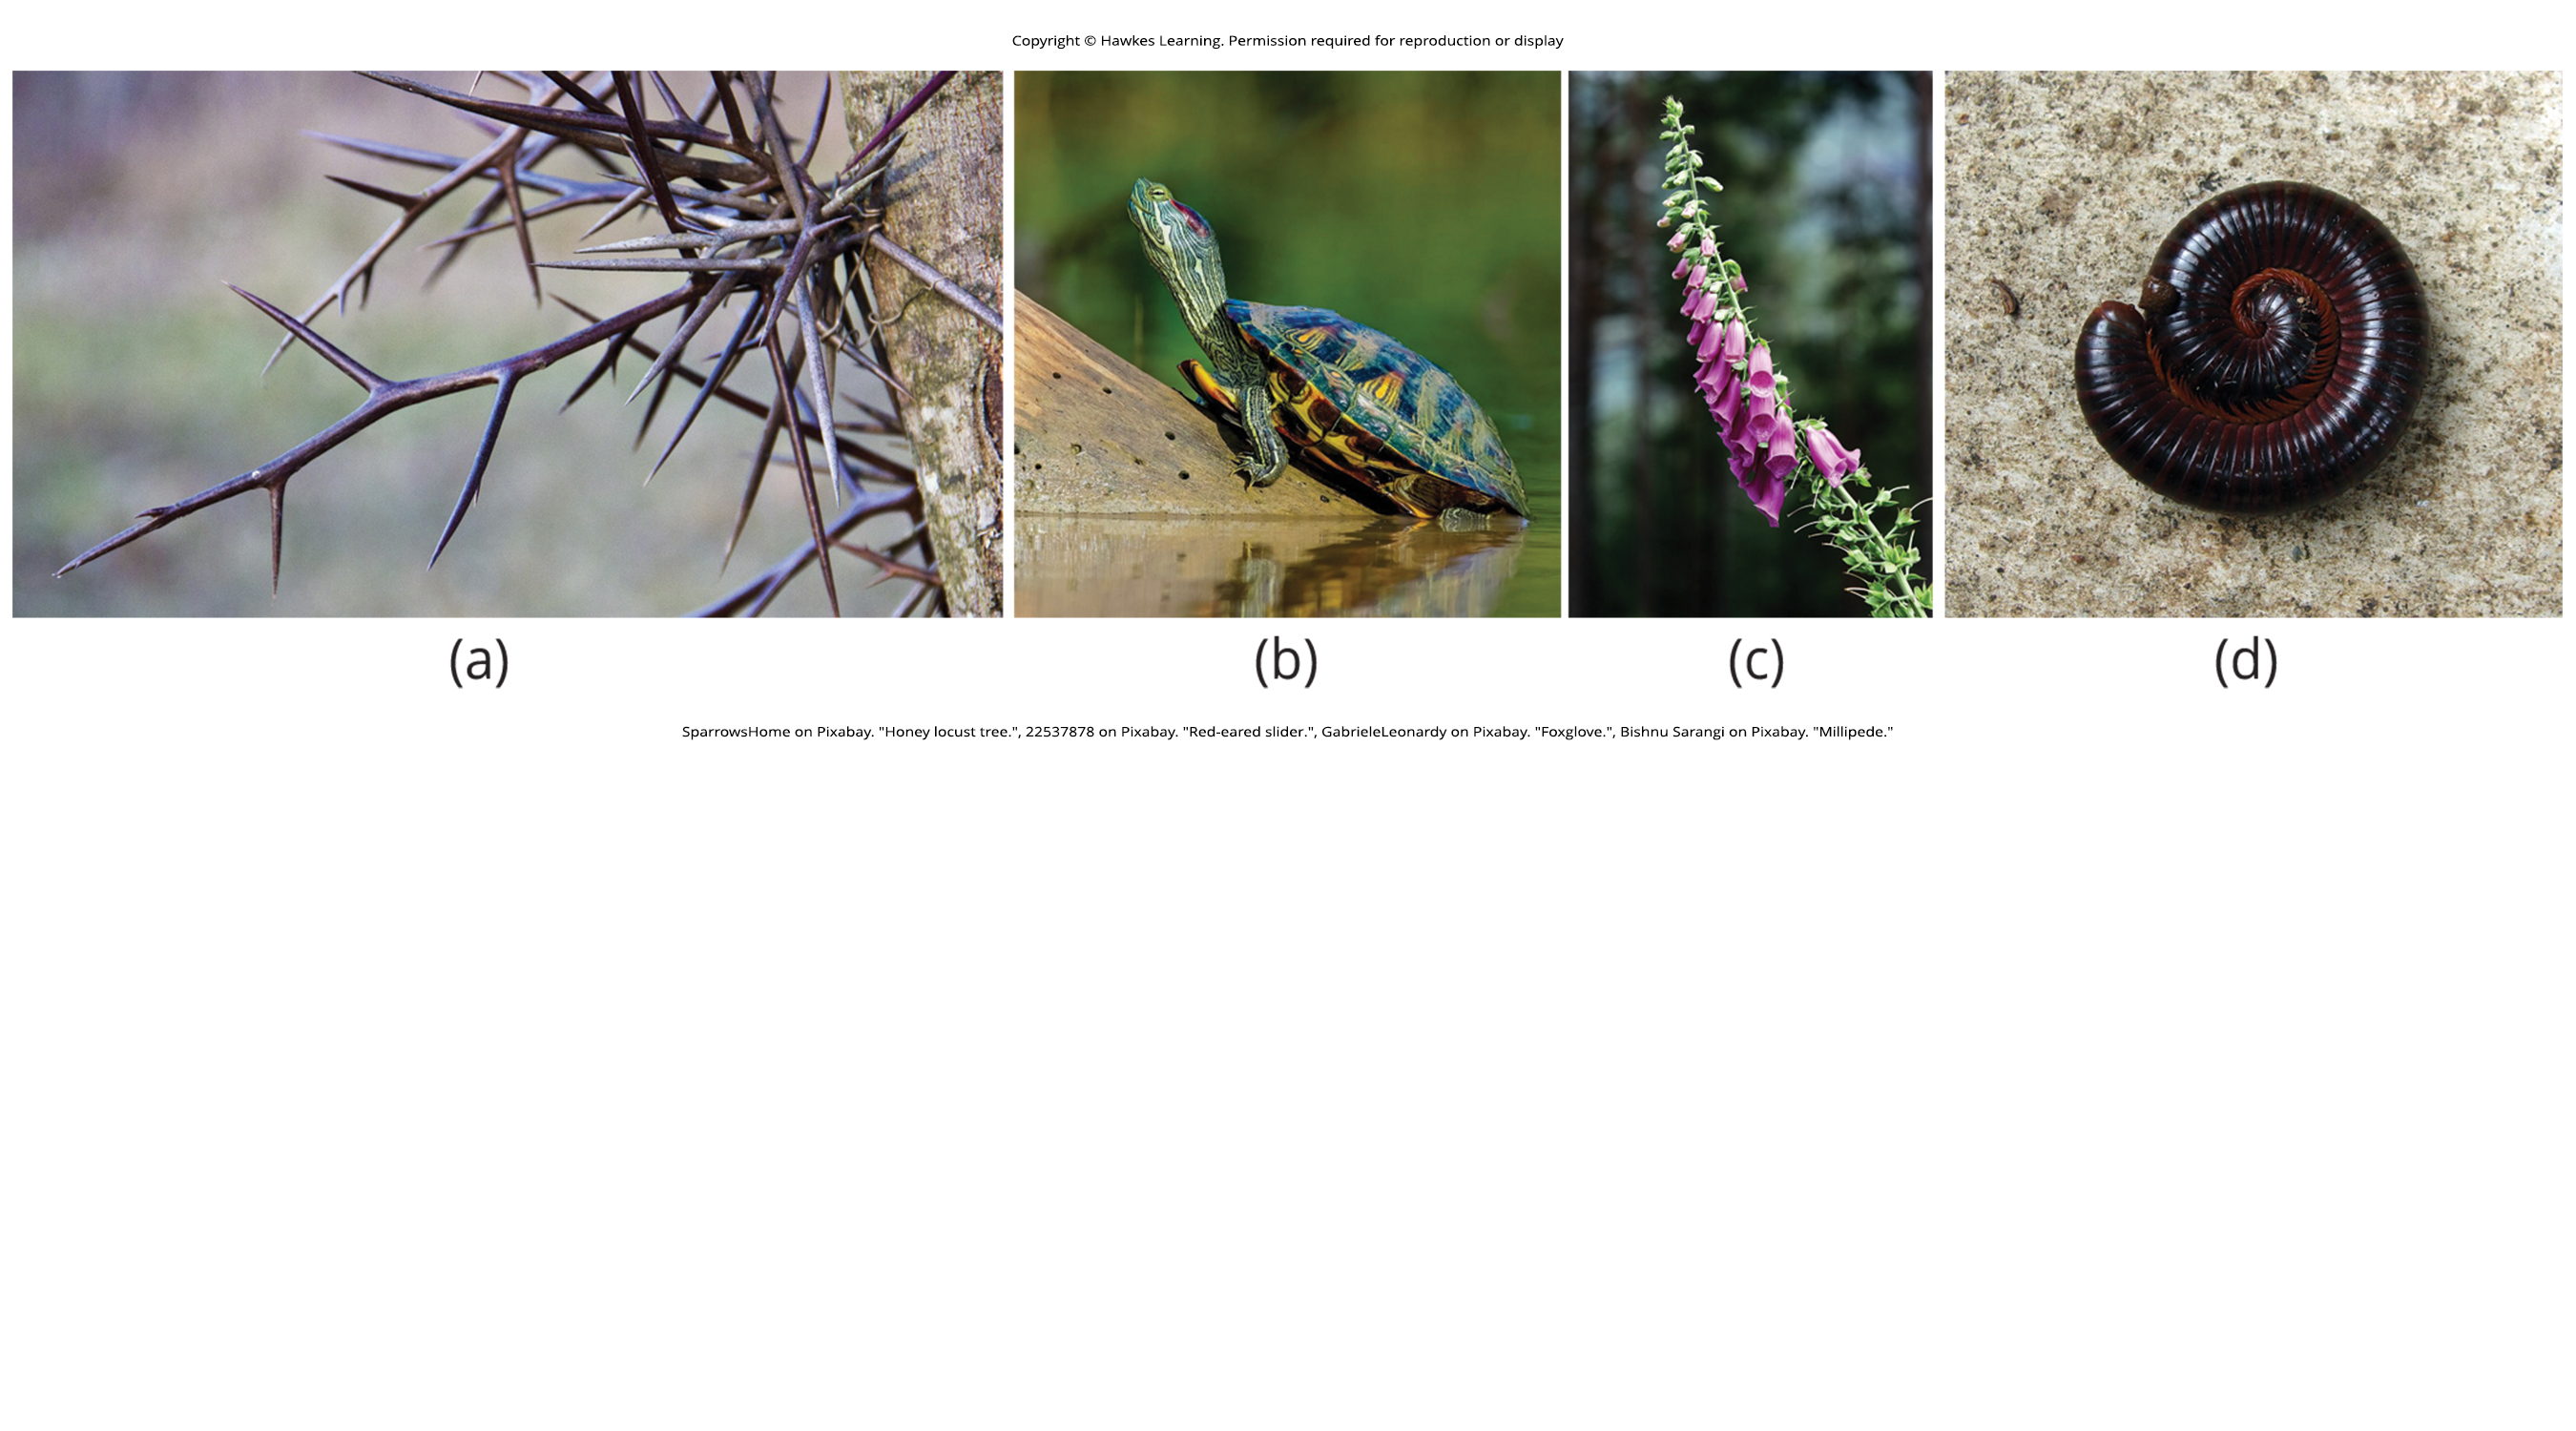 Copyright © Hawkes Learning. Permission required for reproduction or display
(a)
(b)
(c)
(d)
SparrowsHome on Pixabay. "Honey locust tree.", 22537878 on Pixabay. "Red-eared slider.", GabrieleLeonardy on Pixabay. "Foxglove.", Bishnu Sarangi on Pixabay. "Millipede."